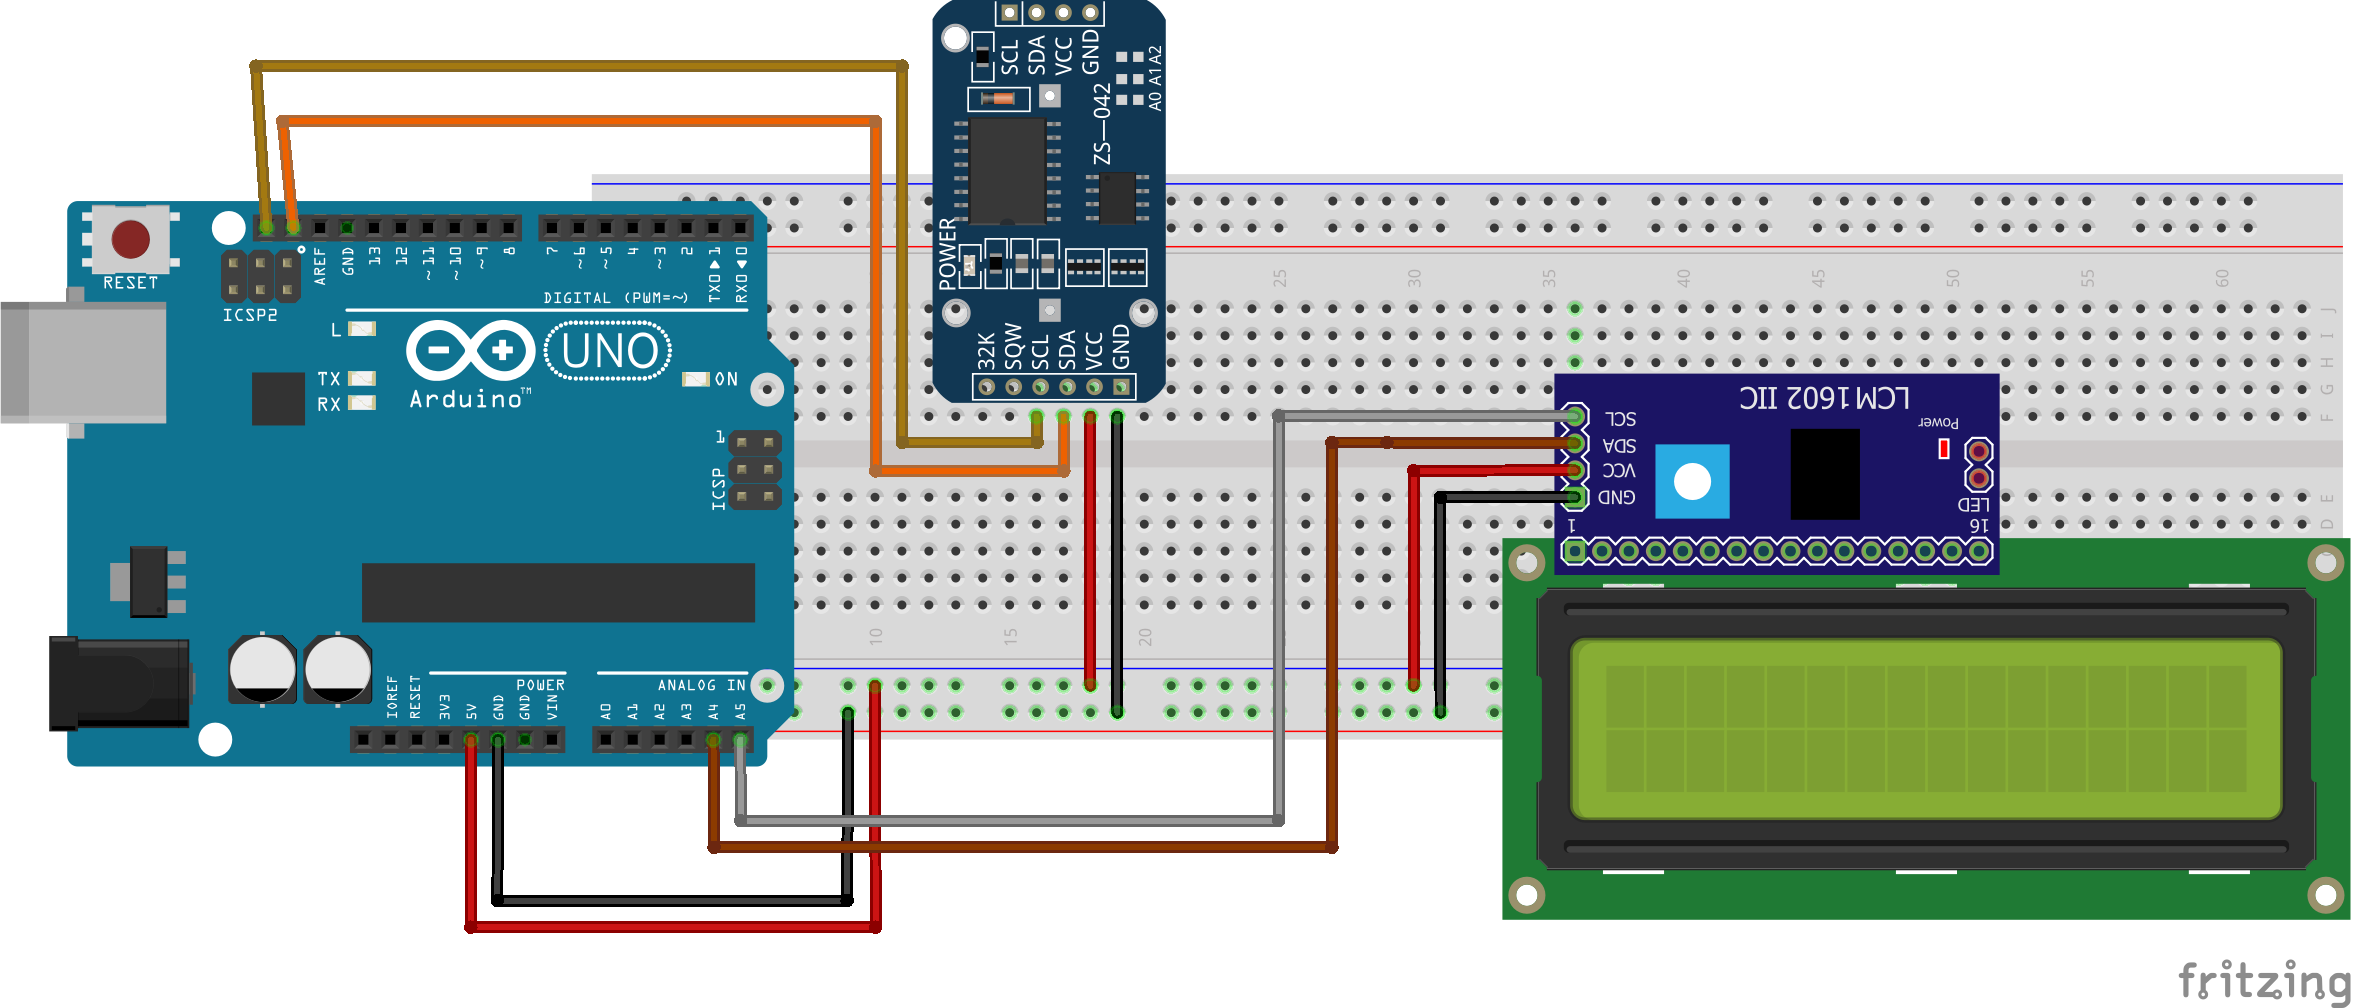 SCL
SDA
VCC
GND
A0 A1 A2
ZS—042
POWER
32K
SQW
SCL
SDA
VCC
GND
RESET
ICSP2
AREF
GND
13
12
~11
~10
~9
8
7
~6
~5
4
~3
2
TX0▶1
RX0◀0
DIGITAL (PWM=~)
L
TX
RX
UNO
Arduino™
ON
1
ICSP
POWER
ANALOG IN
IOREF
RESET
3V3
5V
GND
GND
VIN
A0
A1
A2
A3
A4
A5
25
30
35
40
45
50
55
60
J
I
H
G
F
E
D
10
15
20
LCM1602 IIC
SCL
SDA
VCC
GND
Power
LED
1
16
fritzing